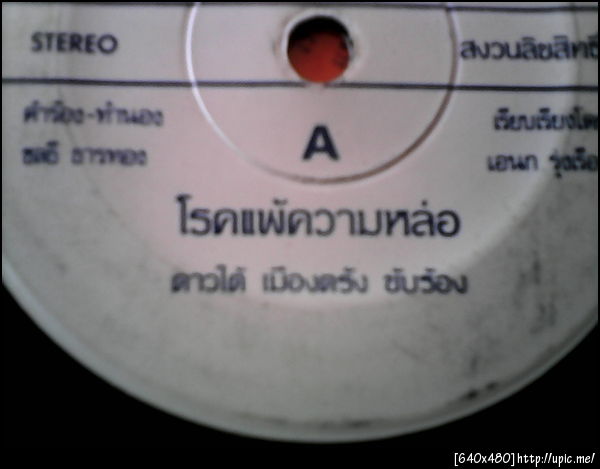 STEREO
สงวนลิขสิทธิ์
คำร้อง-ทำนอง
ชลธี ธารทอง
เรียบเรียงโดย
เอนก รุ่งเรือ
A
โรคแพ้ความหล่อ
ดาวใต้ เมืองตรัง ขับร้อง
[640x480]http://upic.me/